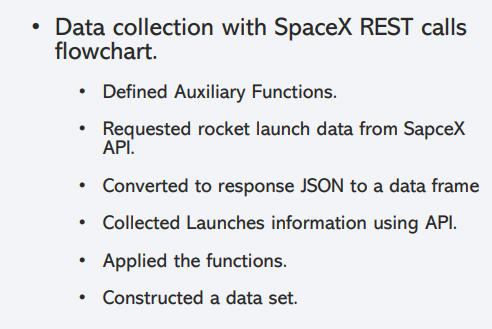 • Data collection with SpaceX REST calls
flowchart.
• Defined Auxiliary Functions.
• Requested rocket launch data from SapceX
API.
• Converted to response JSON to a data frame
• Collected Launches information using API.
• Applied the functions.
• Constructed a data set.